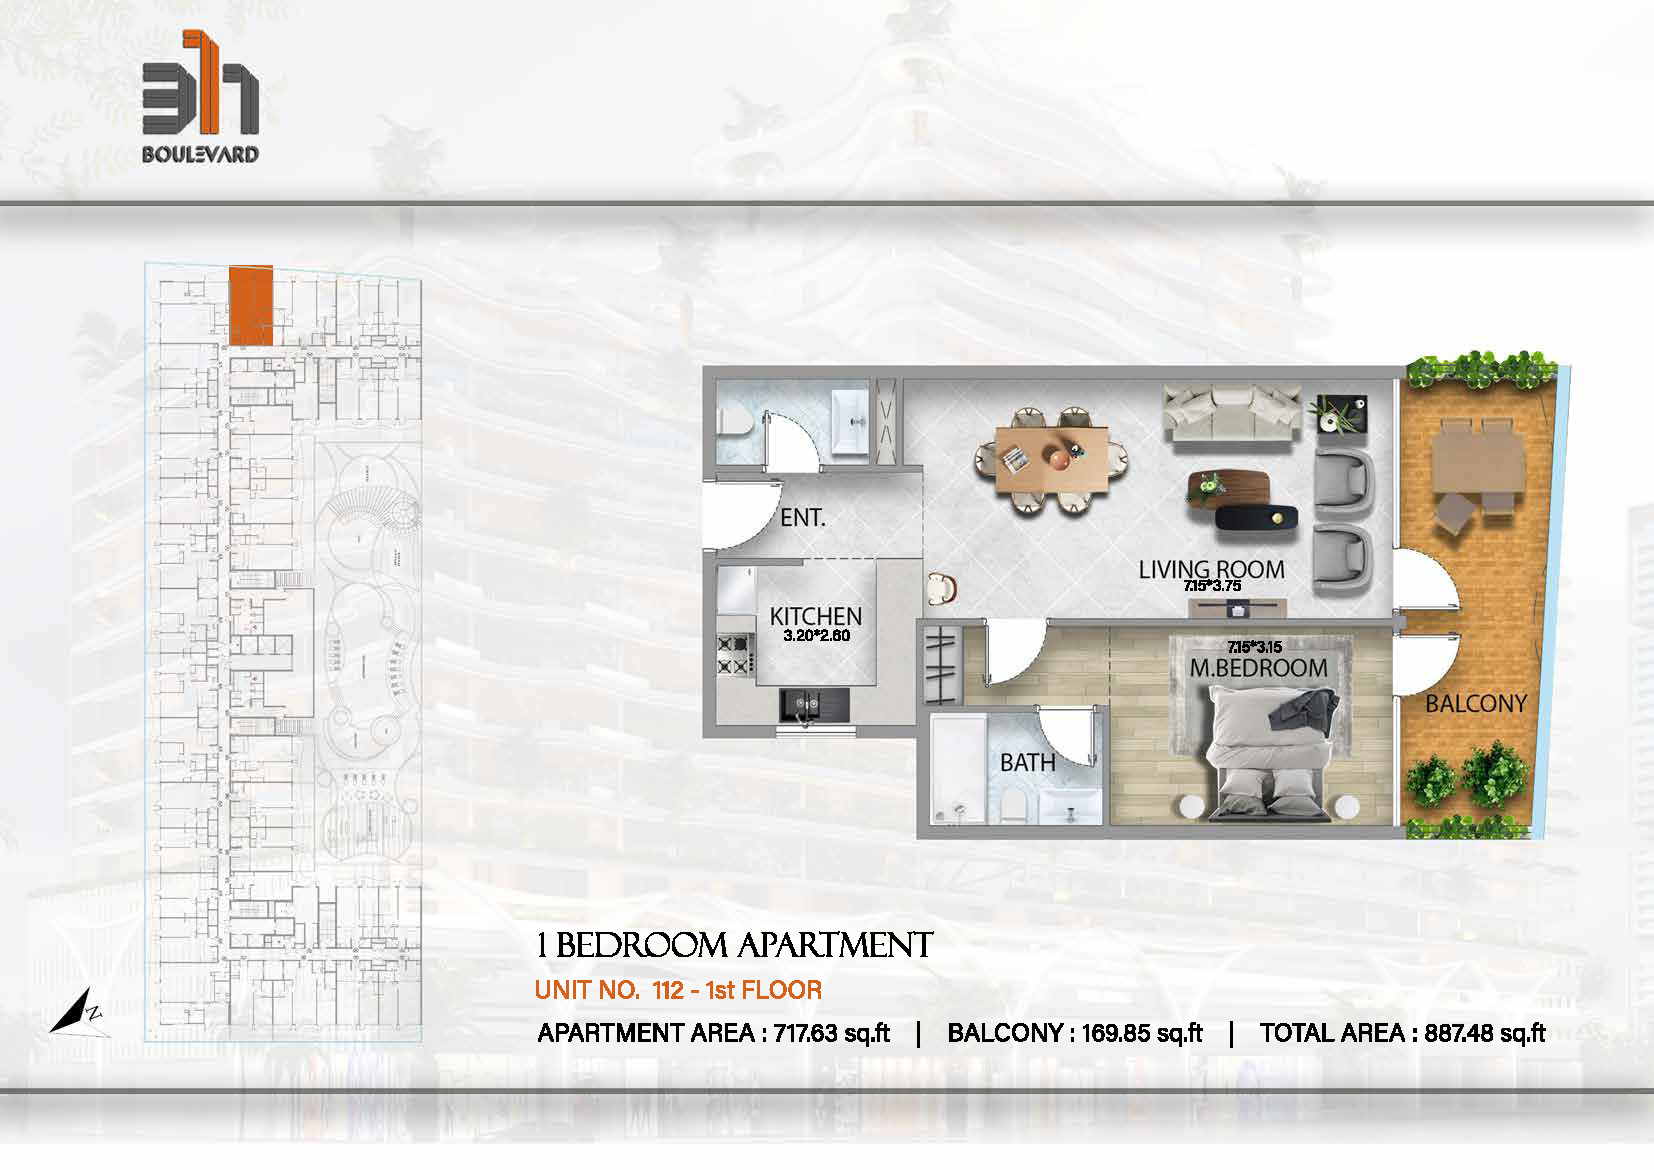 311
BOULEVARD
ENT.
LIVING ROOM
7.15*3.75
KITCHEN
3.20*2.60
7.15*3.15
M.BEDROOM
BALCONY
BATH
1 BEDROOM APARTMENT
UNIT NO. 112 - 1st FLOOR
APARTMENT AREA : 717.63 sq.ft | BALCONY : 169.85 sq.ft | TOTAL AREA : 887.48 sq.ft
Z